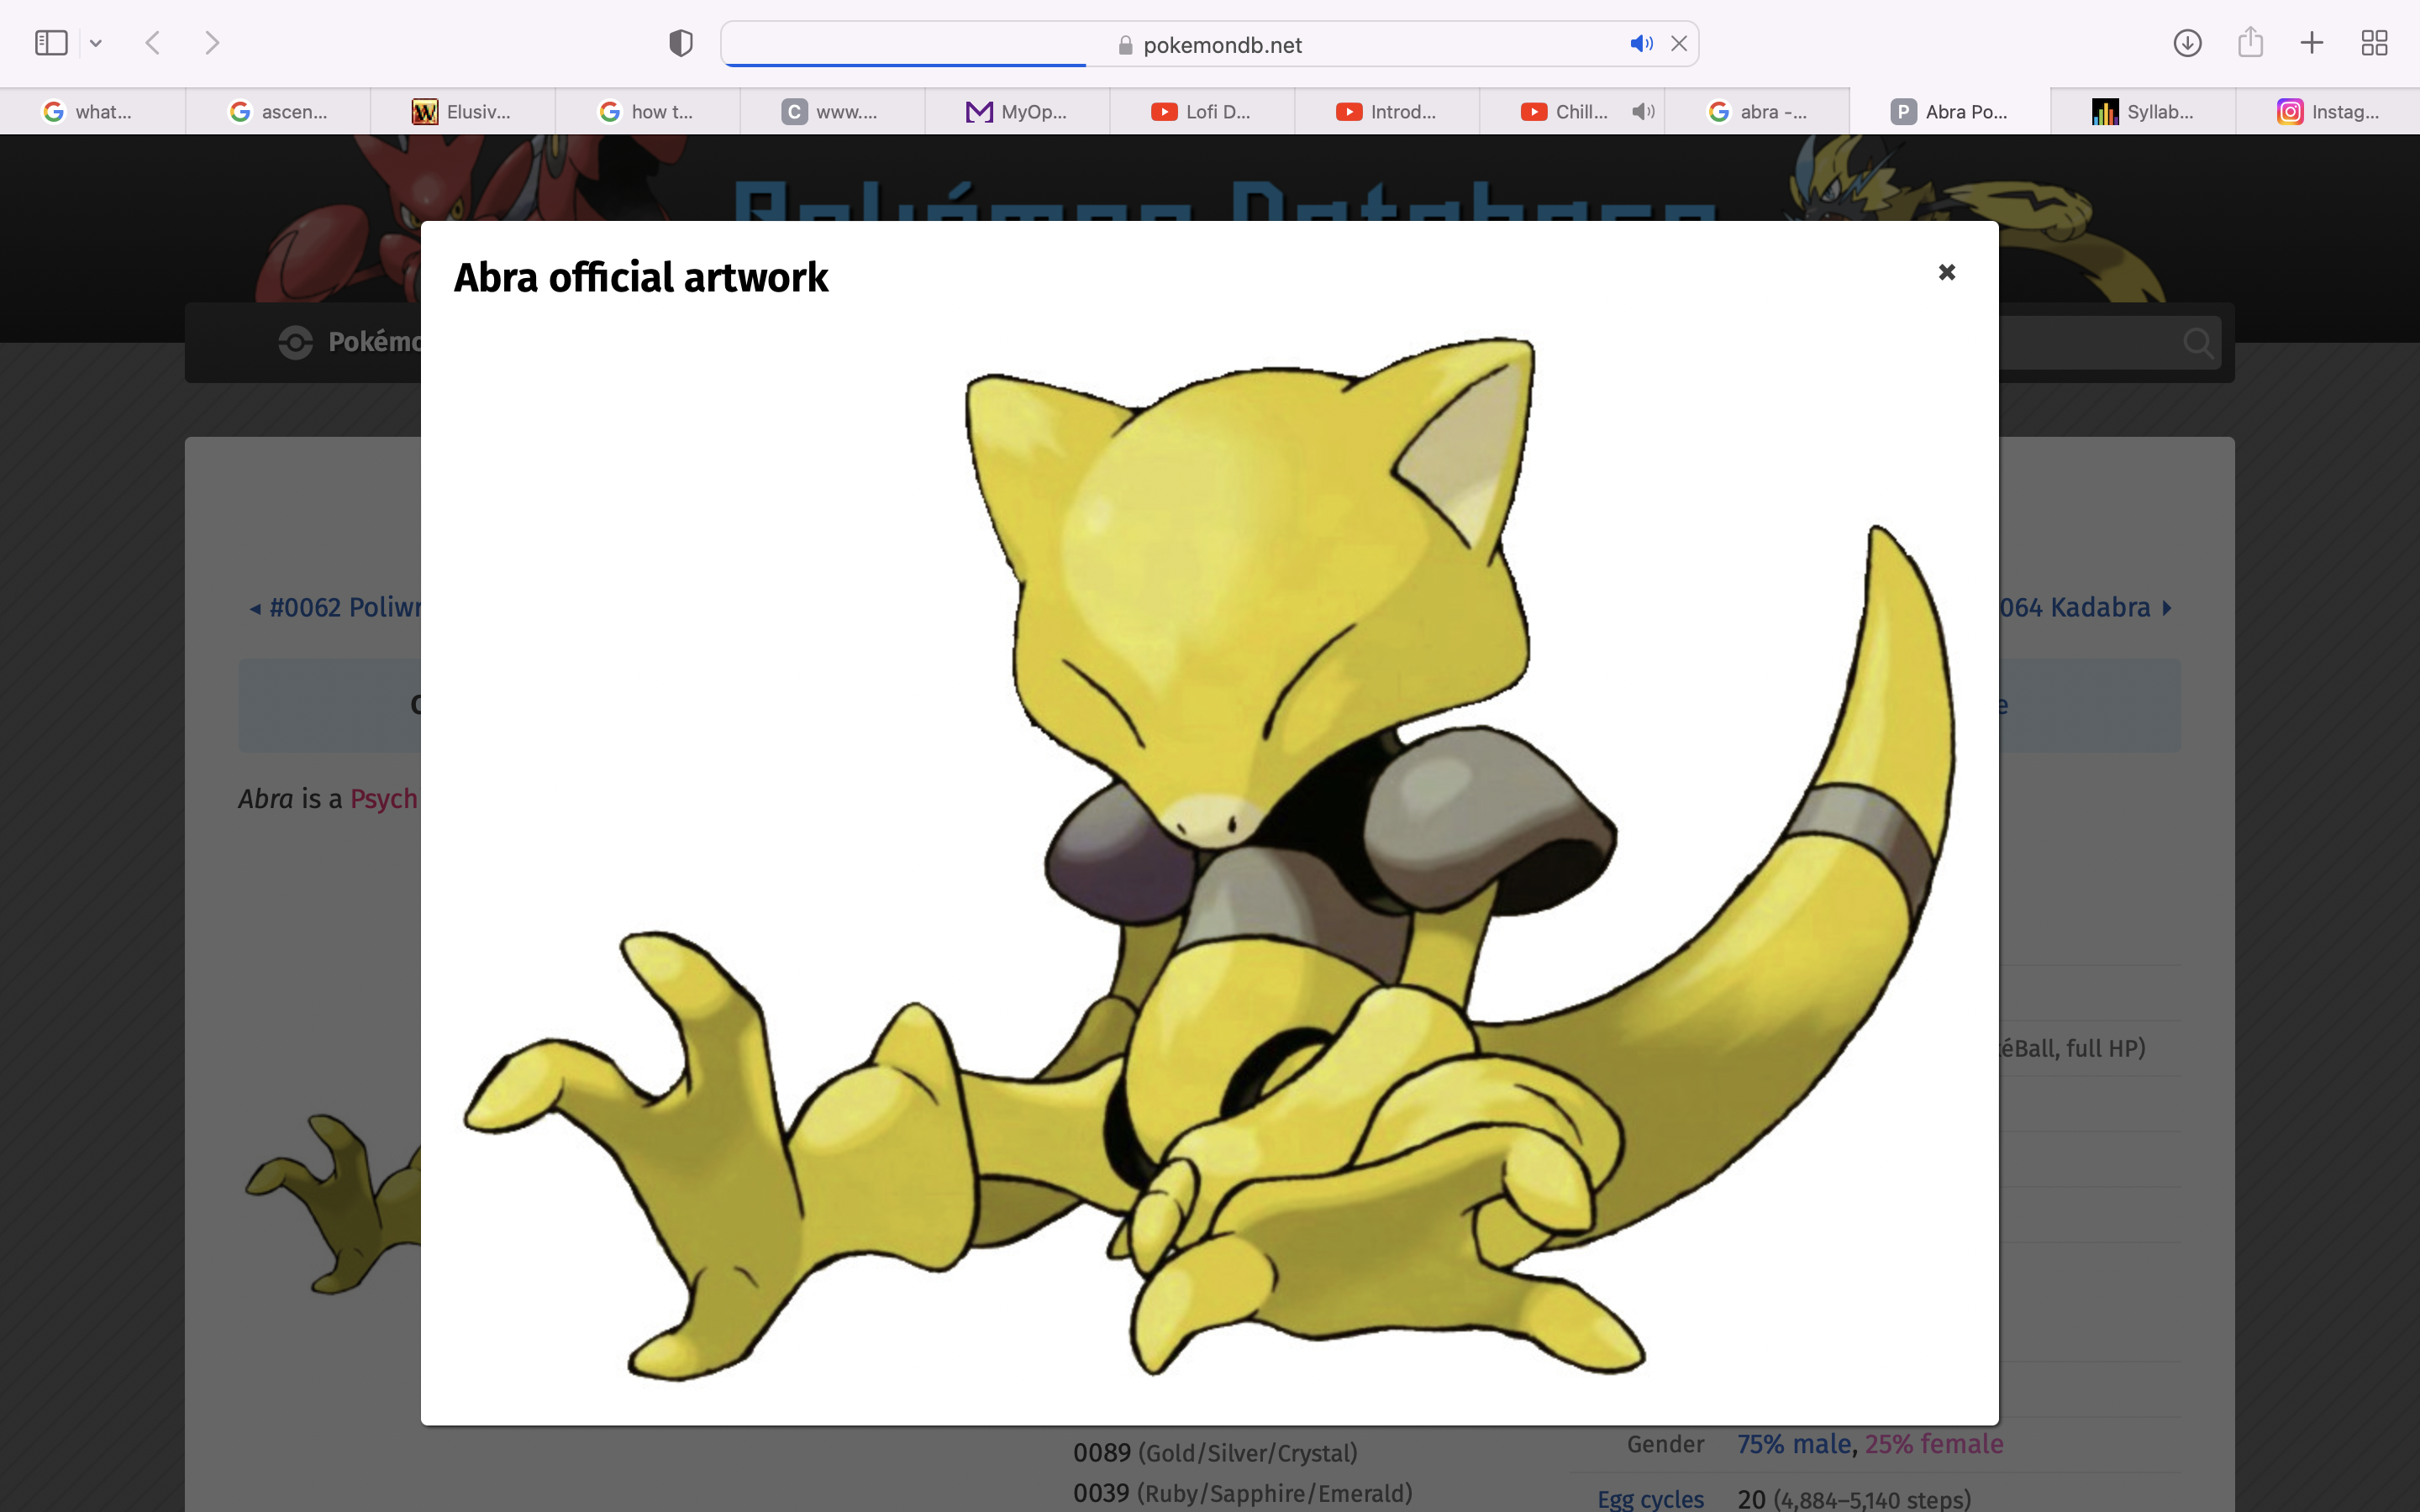 pokemondb.net
what...
ascen...
W Elusiv...
how t...
C www....
MyOp...
Lofi D...
Introd...
Chill...
abra -...
P Abra Po...
Syllab...
Instag...
Pokémon Database
Abra official artwork
Pokémo
#0062 Poliwr
064 Kadabra
Abra is a Psych
éBall, full HP)
0089 (Gold/Silver/Crystal)
Gender 75% male, 25% female
0039 (Ruby/Sapphire/Emerald)
Egg cycles 20 (4,884–5,140 steps)